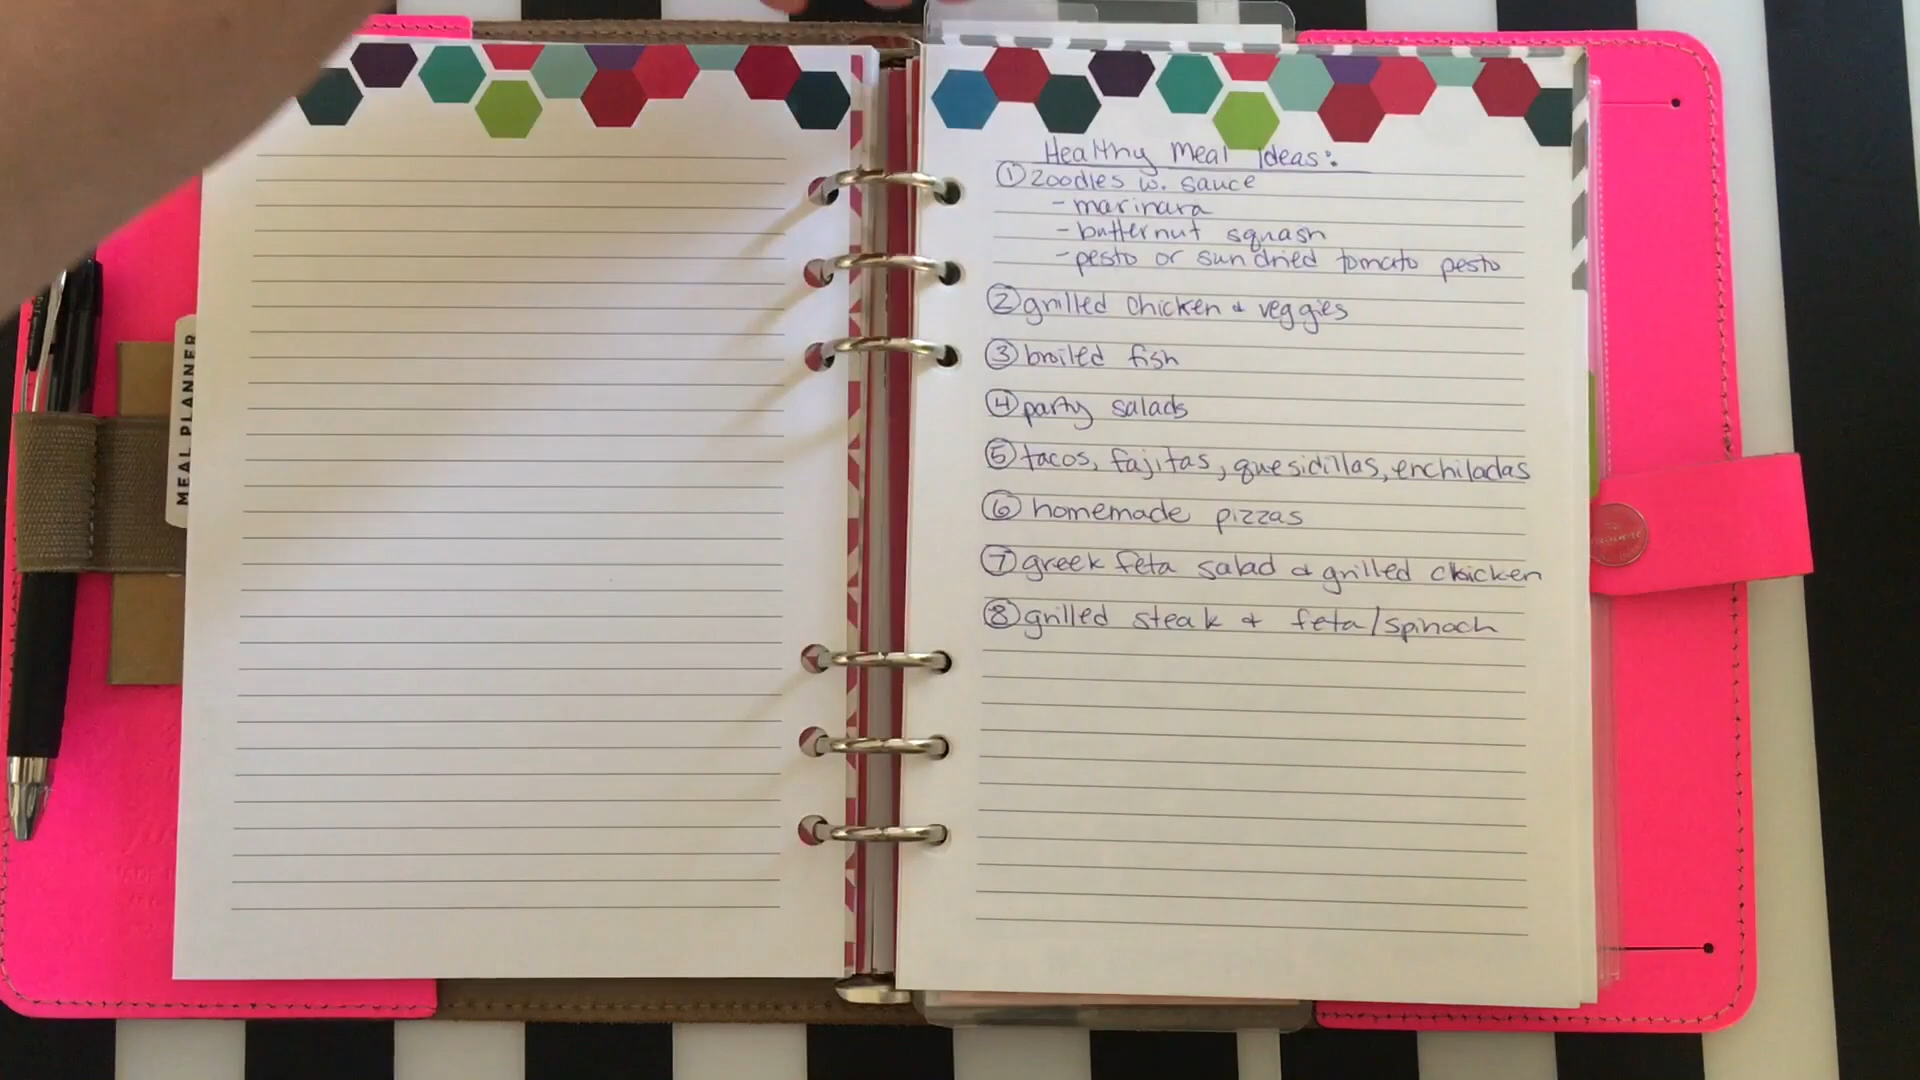 MEAL PLANNER
Healthy Meal Ideas:
① zoodles w. sauce
- marinara
- butternut squash
- pesto or sundried tomato pesto
② grilled chicken & veggies
③ broiled fish
④ party salads
⑤ tacos, fajitas, quesidillas, enchiladas
⑥ homemade pizzas
⑦ greek feta salad & grilled chicken
⑧ grilled steak & feta/spinach